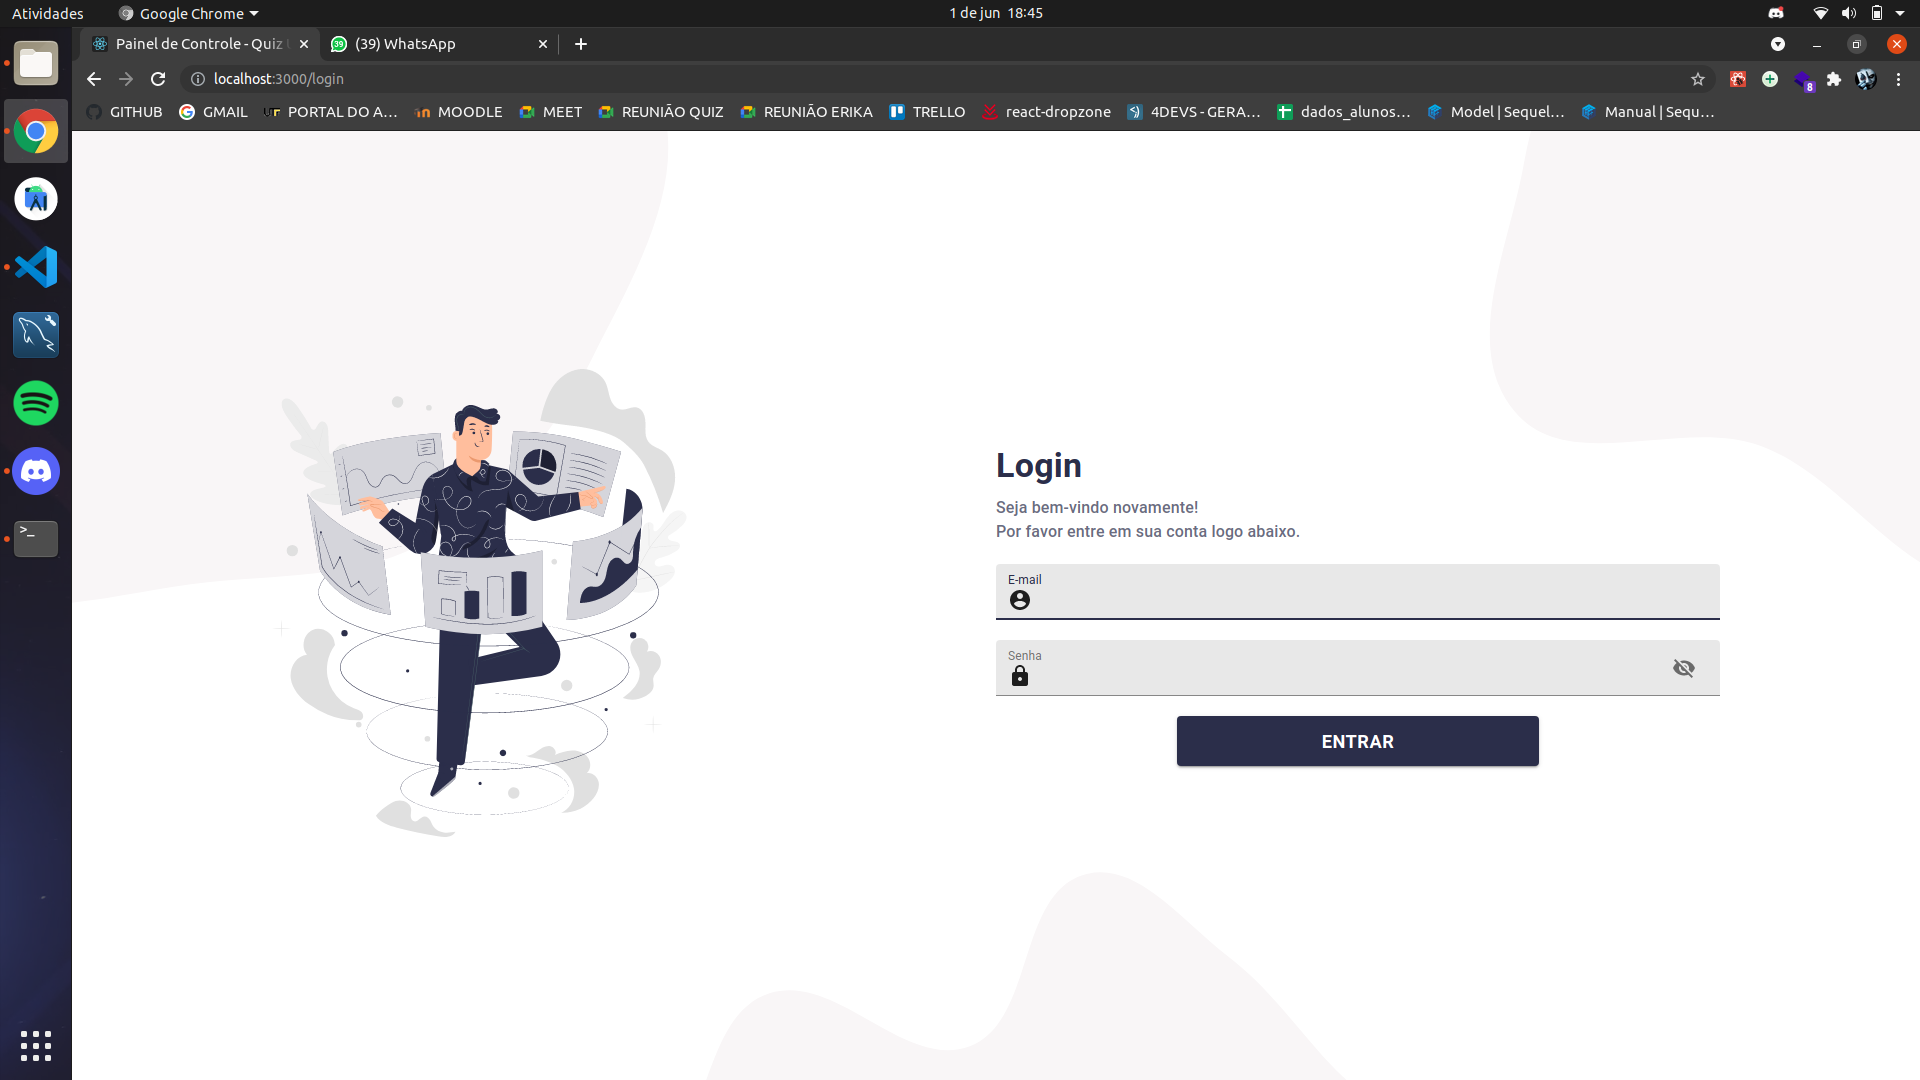 Atividades
Google Chrome
1 de jun 18:45
Painel de Controle - Quiz
39
(39) WhatsApp
localhost:3000/login
8
GITHUB
GMAIL
PORTAL DO A...
MOODLE
MEET
REUNIÃO QUIZ
REUNIÃO ERIKA
TRELLO
react-dropzone
4DEVS - GERA...
dados_alunos...
Model | Sequel...
Manual | Sequ...
>_
Login
Seja bem-vindo novamente!
Por favor entre em sua conta logo abaixo.
E-mail
Senha
ENTRAR